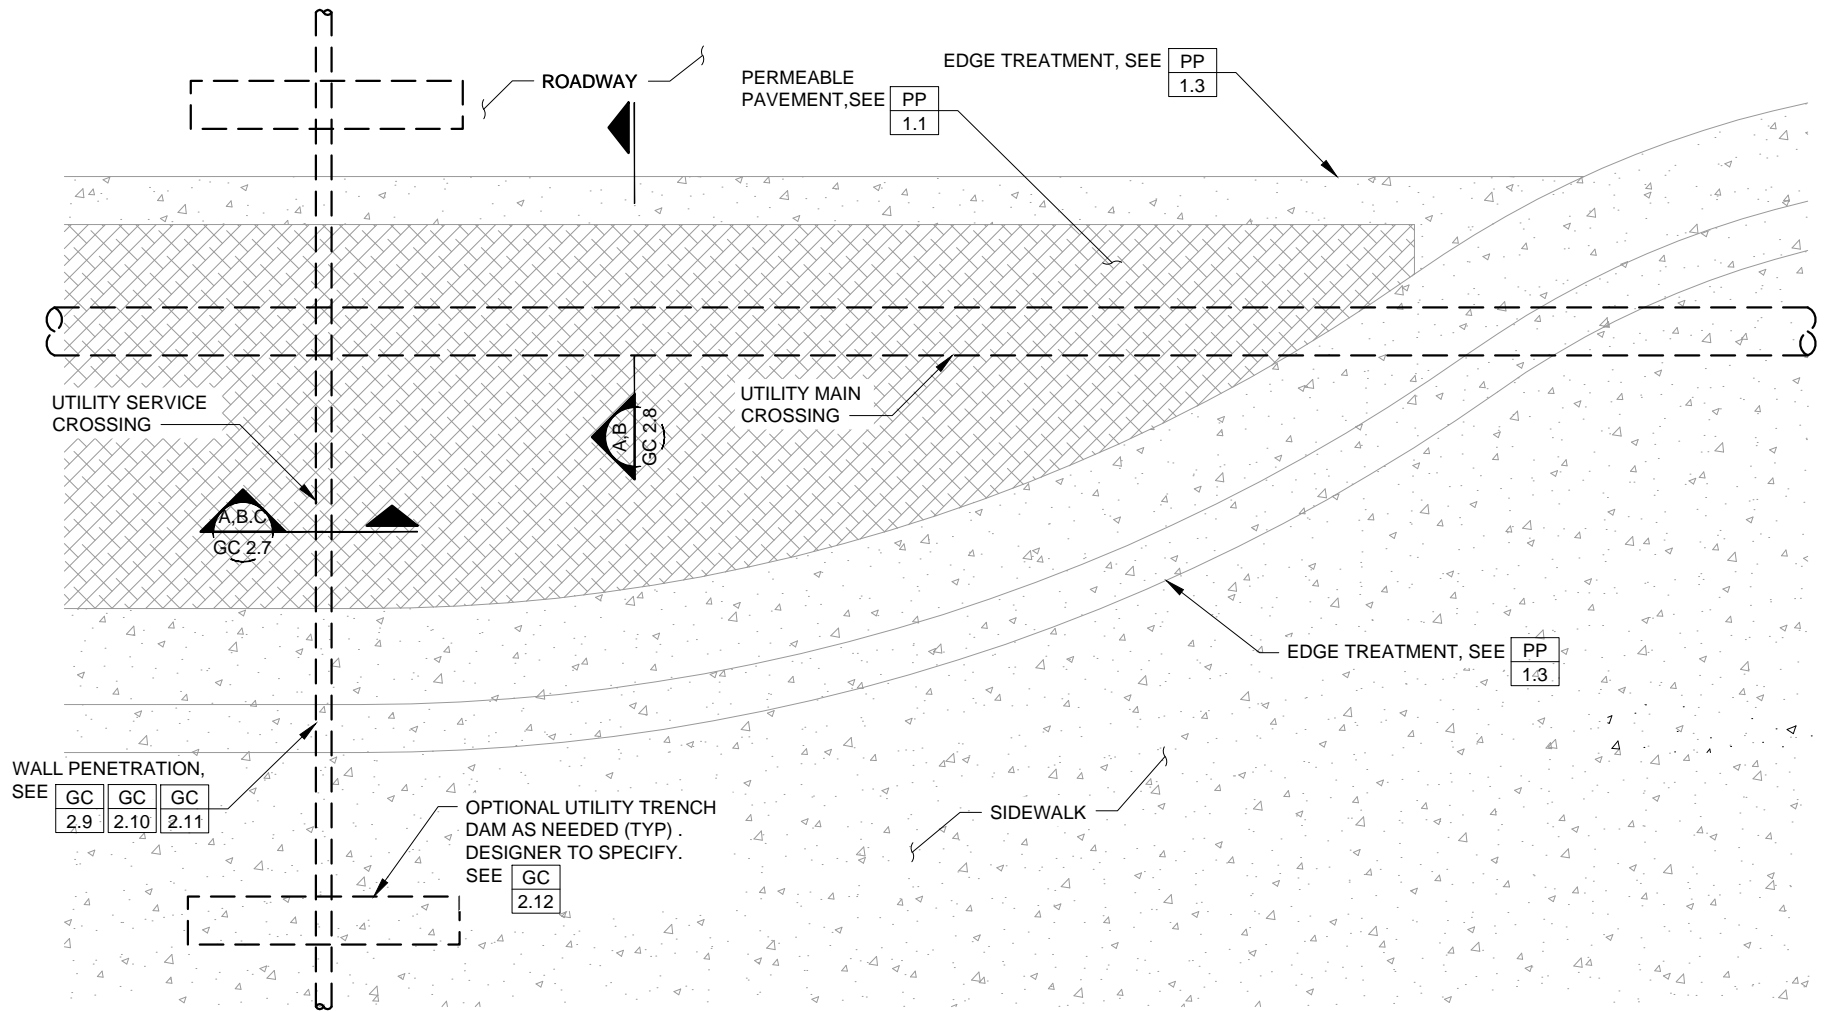 ROADWAY
EDGE TREATMENT, SEE PP
1.3
PERMEABLE
PAVEMENT,SEE PP
1.1
UTILITY SERVICE
CROSSING
UTILITY MAIN
CROSSING
A,B
GC 2.8
A,B.C
GC 2.7
EDGE TREATMENT, SEE PP
1.3
WALL PENETRATION,
SEE GC GC GC
2.9 2.10 2.11
OPTIONAL UTILITY TRENCH
DAM AS NEEDED (TYP) .
DESIGNER TO SPECIFY.
SEE GC
2.12
SIDEWALK